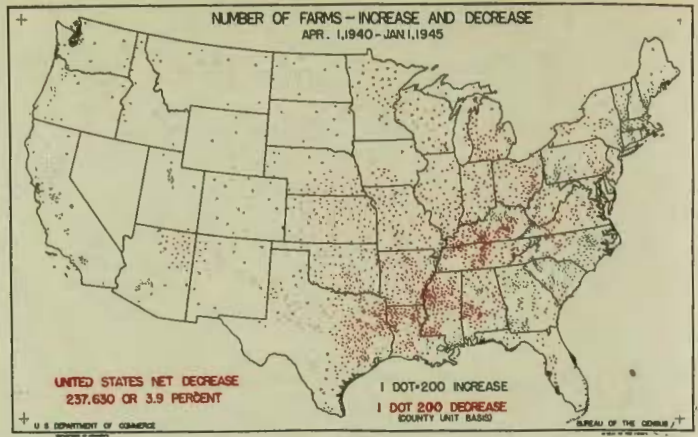 NUMBER OF FARMS – INCREASE AND DECREASE
APR. 1,1940 - JAN. 1, 1945
UNITED STATES NET DECREASE
237,630 OR 3.9 PERCENT
1 DOT=200 INCREASE
1 DOT 200 DECREASE
(COUNTY UNIT BASIS)
U S DEPARTMENT OF COMMERCE
BUREAU OF THE CENSUS